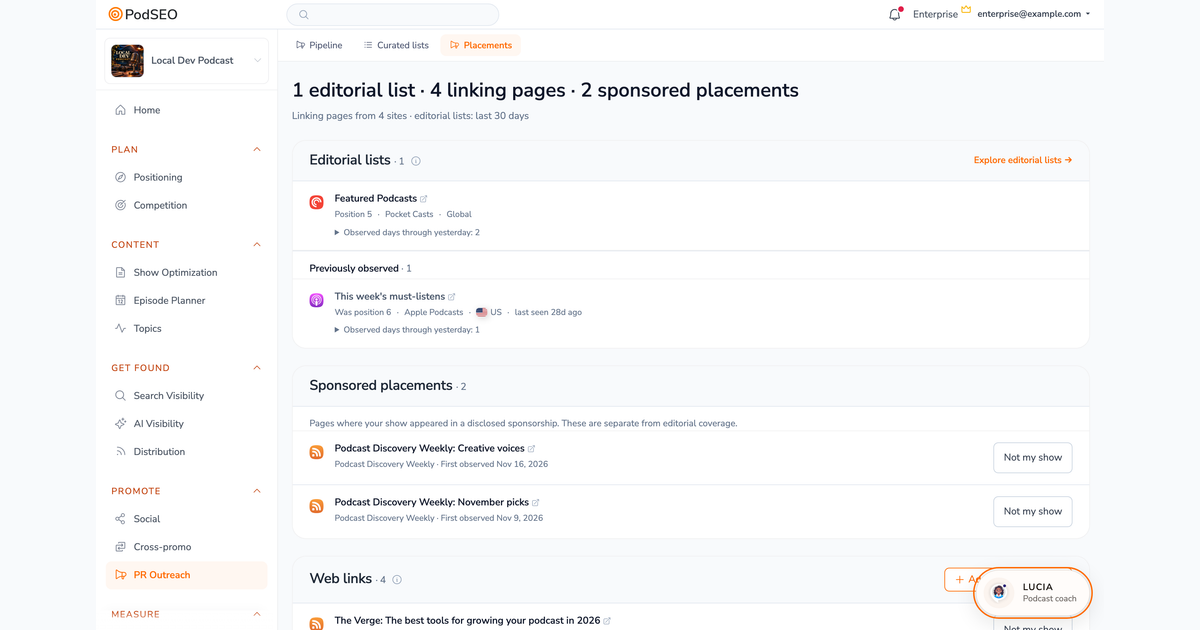 PodSEO
Enterprise
enterprise@example.com
Local Dev Podcast
Home
PLAN
Positioning
Competition
CONTENT
Show Optimization
Episode Planner
Topics
GET FOUND
Search Visibility
AI Visibility
Distribution
PROMOTE
Social
Cross-promo
PR Outreach
MEASURE
Pipeline
Curated lists
Placements
1 editorial list · 4 linking pages · 2 sponsored placements
Linking pages from 4 sites · editorial lists: last 30 days
Editorial lists · 1
Explore editorial lists →
Featured Podcasts
Position 5 · Pocket Casts · Global
Observed days through yesterday: 2
Previously observed · 1
This week's must-listens
Was position 6 · Apple Podcasts · US · last seen 28d ago
Observed days through yesterday: 1
Sponsored placements · 2
Pages where your show appeared in a disclosed sponsorship. These are separate from editorial coverage.
Podcast Discovery Weekly: Creative voices
Podcast Discovery Weekly · First observed Nov 16, 2026
Not my show
Podcast Discovery Weekly: November picks
Podcast Discovery Weekly · First observed Nov 9, 2026
Not my show
Web links · 4
The Verge: The best tools for growing your podcast in 2026
Not my show
LUCIA
Podcast coach